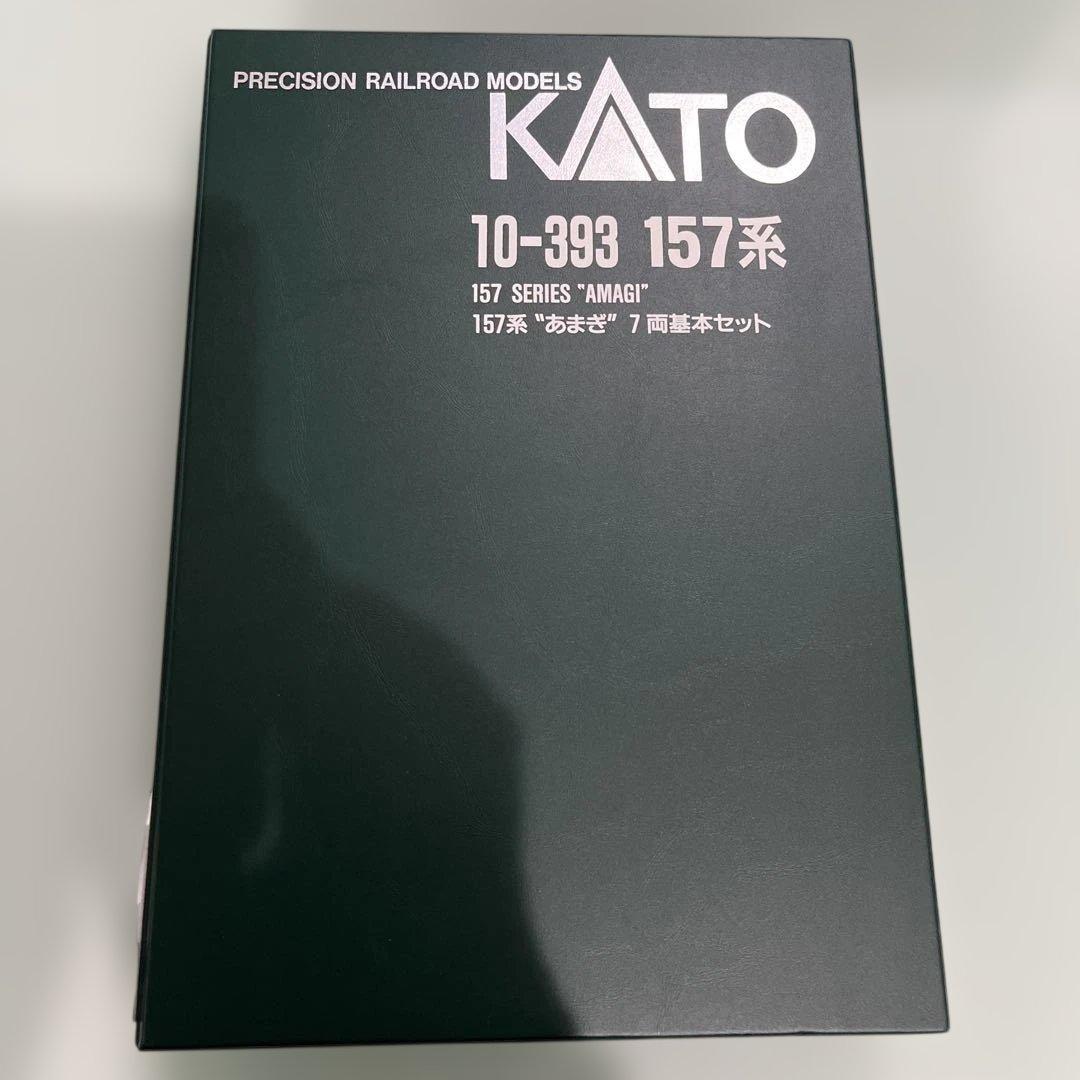 PRECISION RAILROAD MODELS
KATO
10-393 157系
157 SERIES "AMAGI"
157系 "あまぎ" 7両基本セット